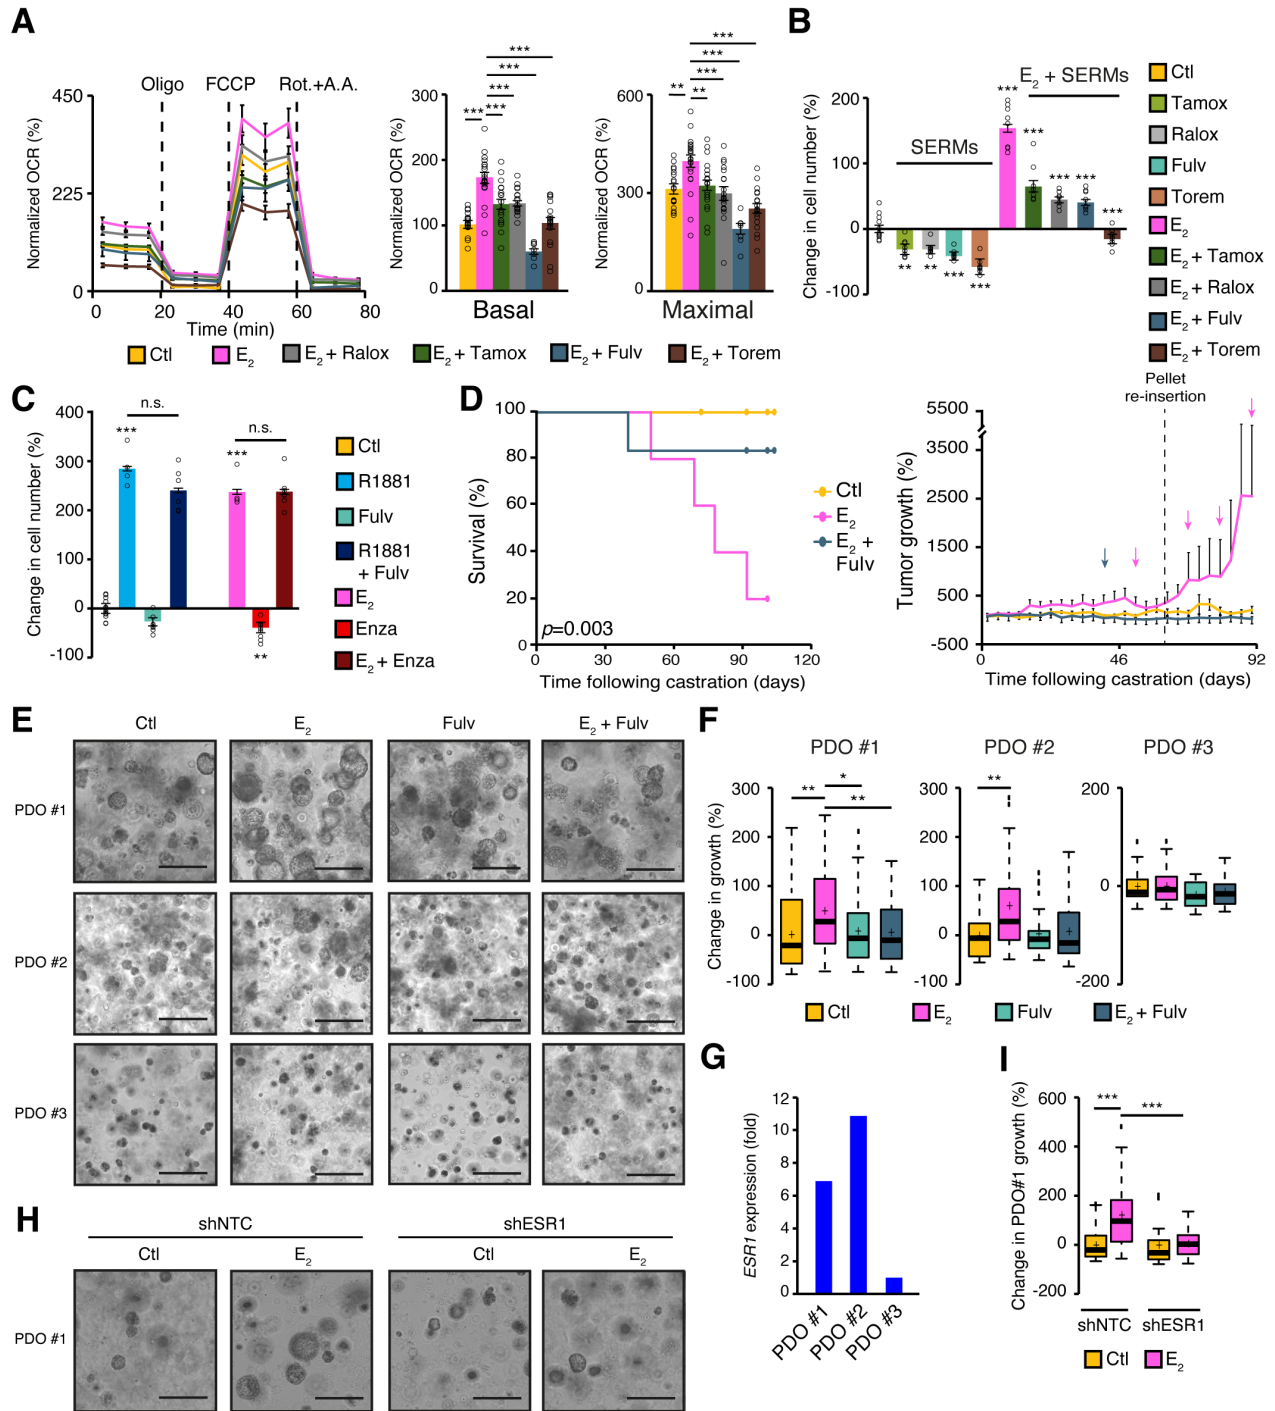 A
Oligo FCCP Rot.+A.A.
450
225
0
Normalized OCR (%)
0 20 40 60 80
Time (min)
***
***
***
*** ***
300
200
100
0
Normalized OCR (%)
Basal
***
***
***
** **
600
300
0
Normalized OCR (%)
Maximal
Ctl E2 E2 + Ralox E2 + Tamox E2 + Fulv E2 + Torem
B
E2 + SERMs
SERMs
200
100
0
-100
Change in cell number (%)
*** *** *** *** ***
** ** *** ***
Ctl
Tamox
Ralox
Fulv
Torem
E2
E2 + Tamox
E2 + Ralox
E2 + Fulv
E2 + Torem
C
400
300
200
100
0
-100
Change in cell number (%)
n.s.
***
n.s.
***
**
Ctl
R1881
Fulv
R1881
+ Fulv
E2
Enza
E2 + Enza
D
100
80
60
40
20
0
Survival (%)
p=0.003
0 30 60 90 120
Time following castration (days)
Ctl
E2
E2 +
Fulv
Pellet
re-insertion
5500
3500
2500
1500
500
-500
Tumor growth (%)
0 46 92
Time following castration (days)
E
Ctl E2 Fulv E2 + Fulv
PDO #1
PDO #2
PDO #3
F
PDO #1 PDO #2 PDO #3
300
200
100
0
-100
Change in growth (%)
** * **
300
200
100
0
-100
**
200
0
-200
Ctl E2 Fulv E2 + Fulv
G
12
10
8
6
4
2
0
ESR1 expression (fold)
PDO #1 PDO #2 PDO #3
H
shNTC shESR1
Ctl E2 Ctl E2
PDO #1
I
600
400
200
0
-200
Change in PDO#1 growth (%)
*** ***
shNTC shESR1
Ctl E2